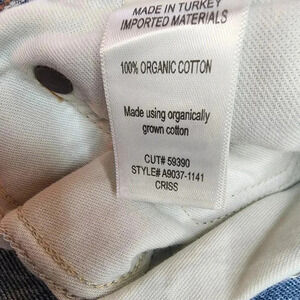 MADE IN TURKEY
IMPORTED MATERIALS
100% ORGANIC COTTON
Made using organically
grown cotton
CUT# 59390
STYLE# A9037-1141
CRISS